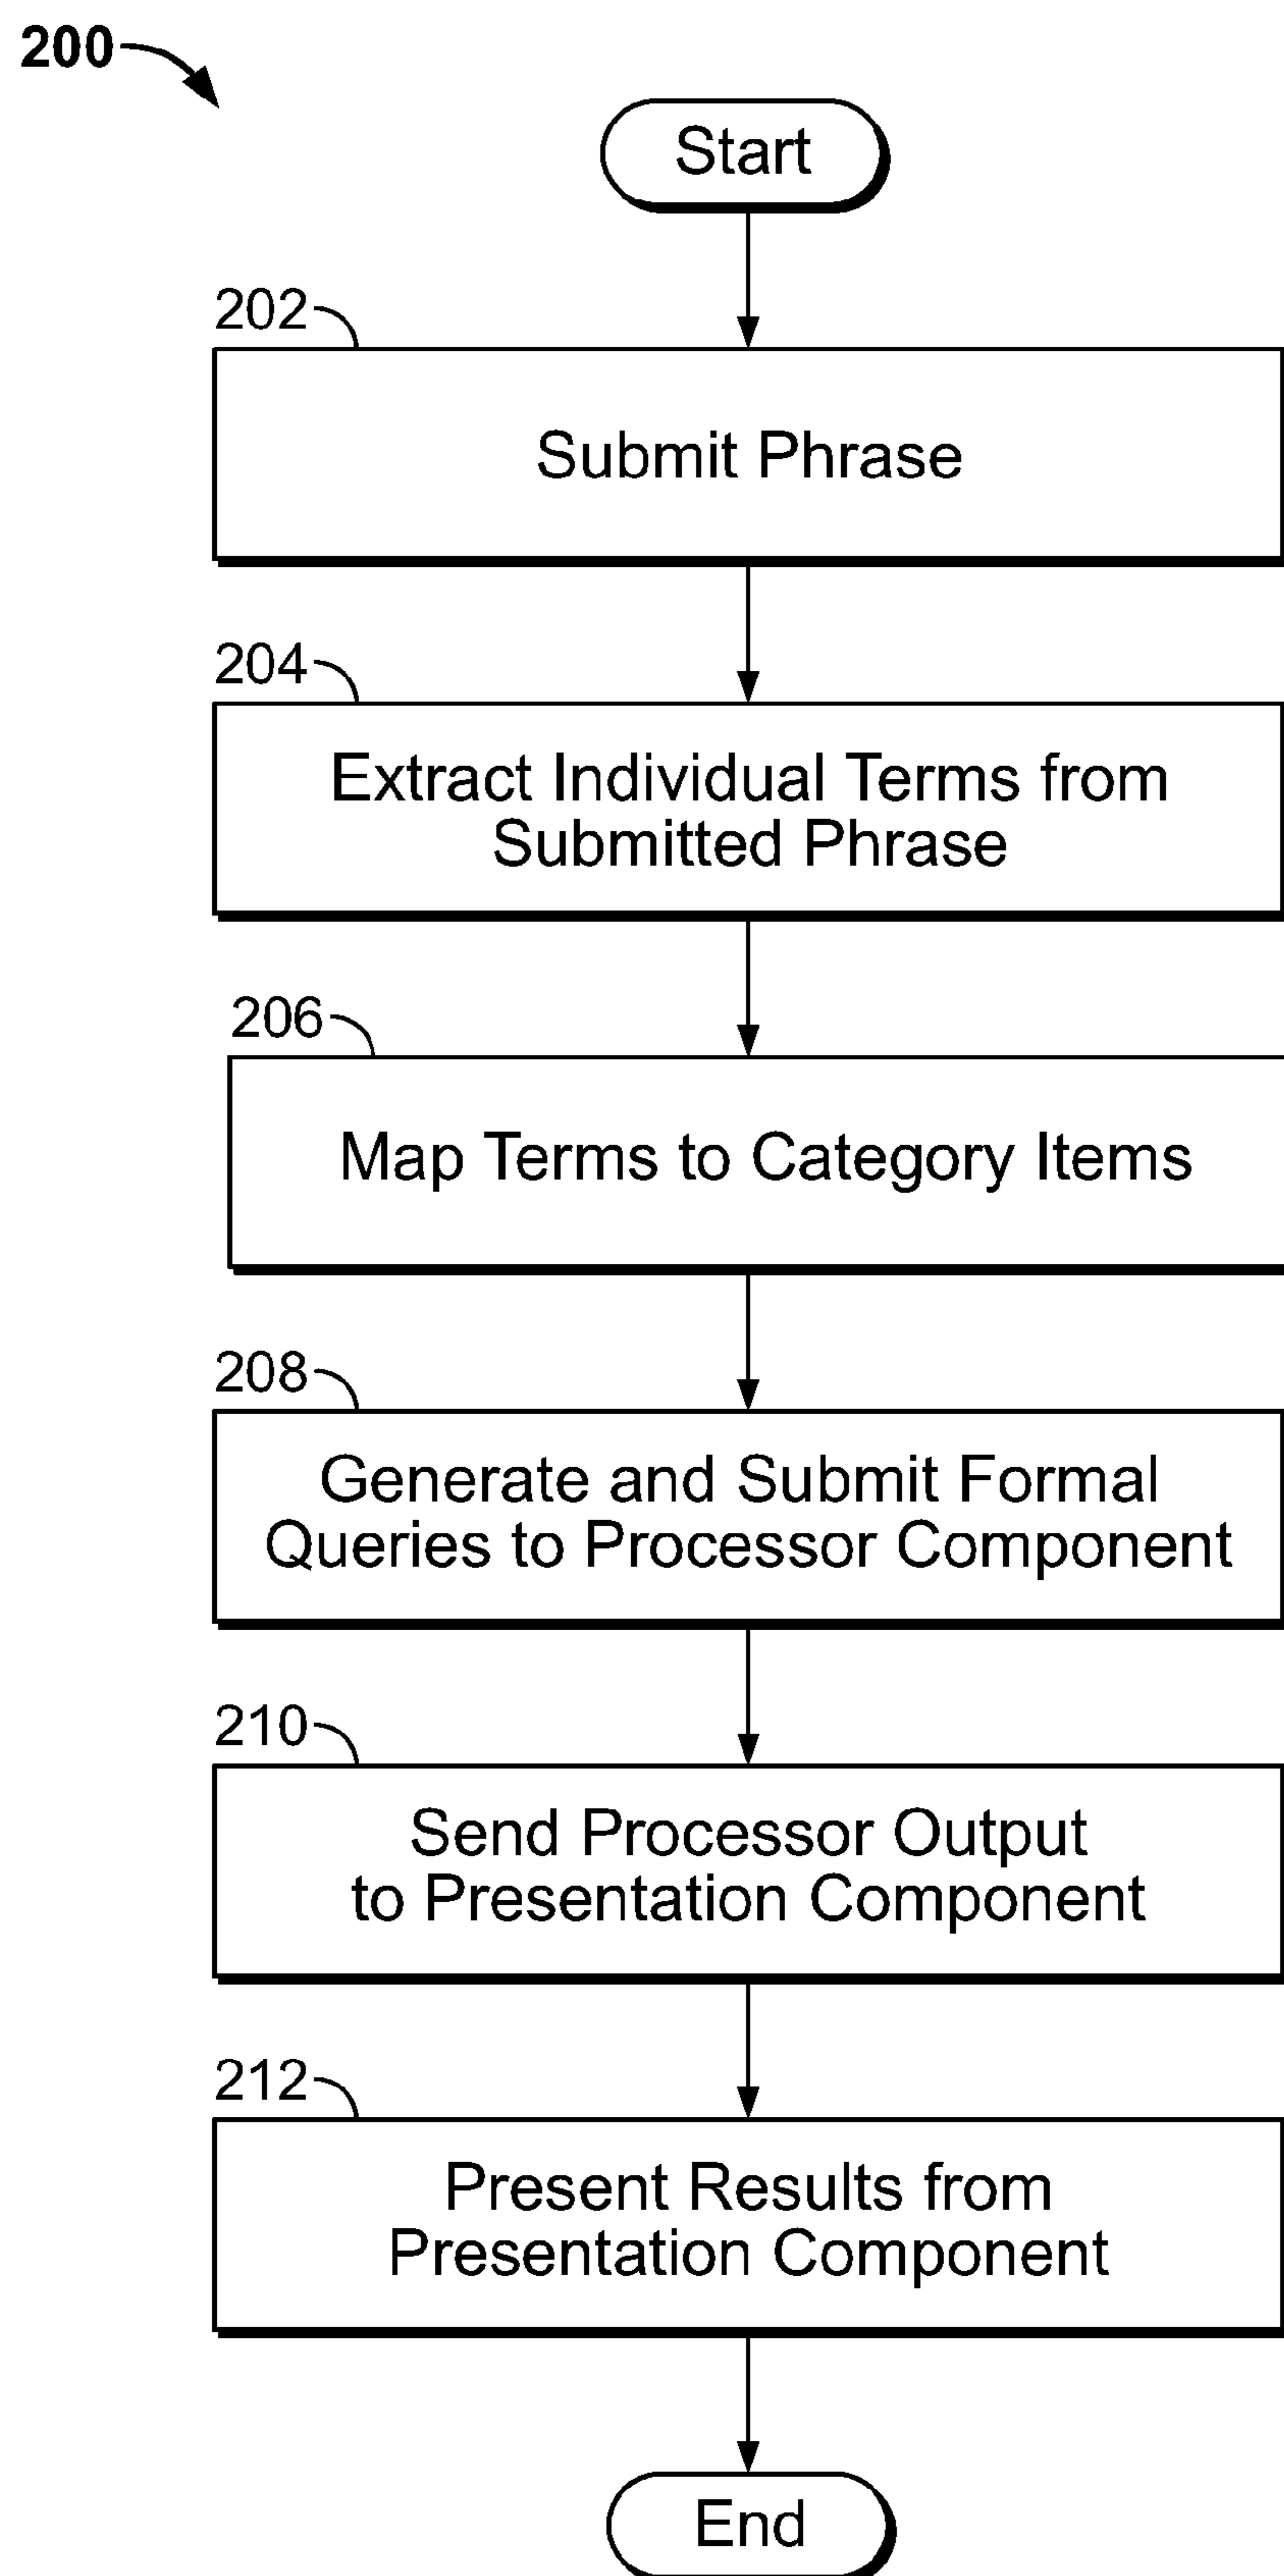 200
Start
202
Submit Phrase
204
Extract Individual Terms from
Submitted Phrase
206
Map Terms to Category Items
208
Generate and Submit Formal
Queries to Processor Component
210
Send Processor Output
to Presentation Component
212
Present Results from
Presentation Component
End